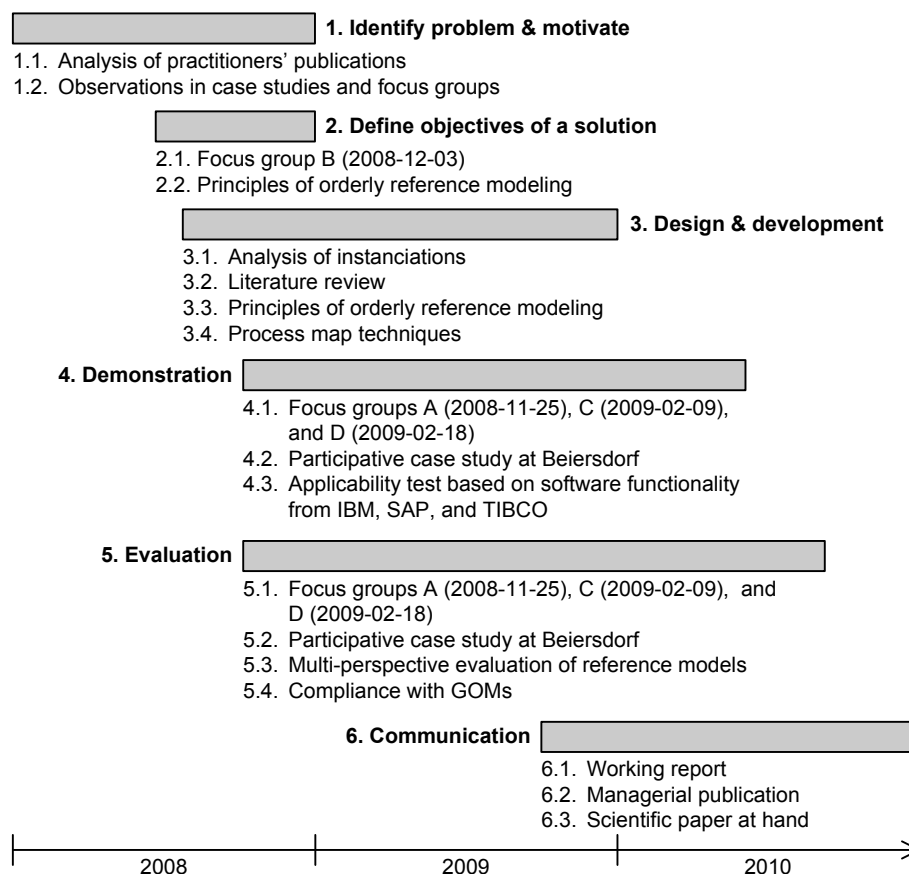 1. Identify problem & motivate
1.1. Analysis of practitioners' publications
1.2. Observations in case studies and focus groups
2. Define objectives of a solution
2.1. Focus group B (2008-12-03)
2.2. Principles of orderly reference modeling
3. Design & development
3.1. Analysis of instanciations
3.2. Literature review
3.3. Principles of orderly reference modeling
3.4. Process map techniques
4. Demonstration
4.1. Focus groups A (2008-11-25), C (2009-02-09),
and D (2009-02-18)
4.2. Participative case study at Beiersdorf
4.3. Applicability test based on software functionality
from IBM, SAP, and TIBCO
5. Evaluation
5.1. Focus groups A (2008-11-25), C (2009-02-09), and
D (2009-02-18)
5.2. Participative case study at Beiersdorf
5.3. Multi-perspective evaluation of reference models
5.4. Compliance with GOMs
6. Communication
6.1. Working report
6.2. Managerial publication
6.3. Scientific paper at hand
2008 2009 2010